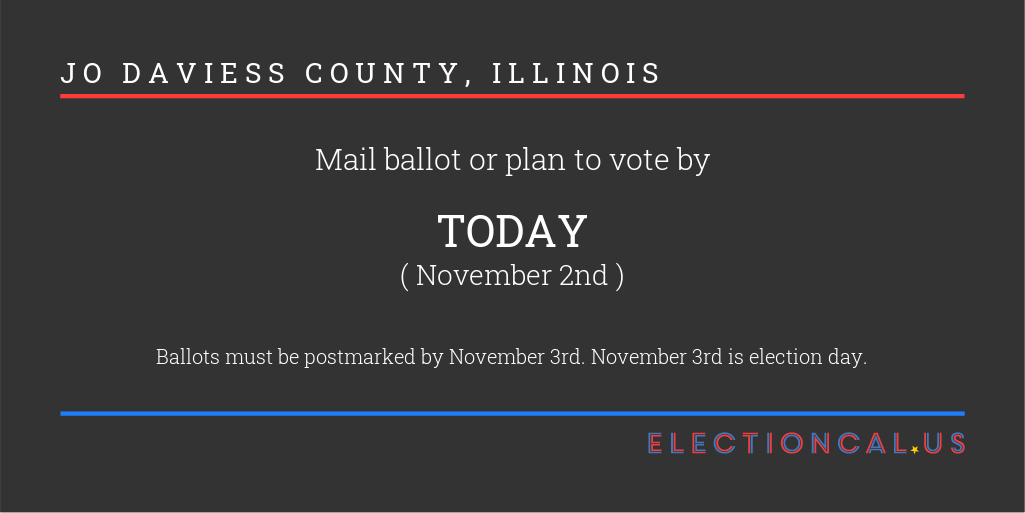 JO DAVIESS COUNTY, ILLINOIS
Mail ballot or plan to vote by
TODAY
( November 2nd )
Ballots must be postmarked by November 3rd. November 3rd is election day.
ELECTIONCAL.US